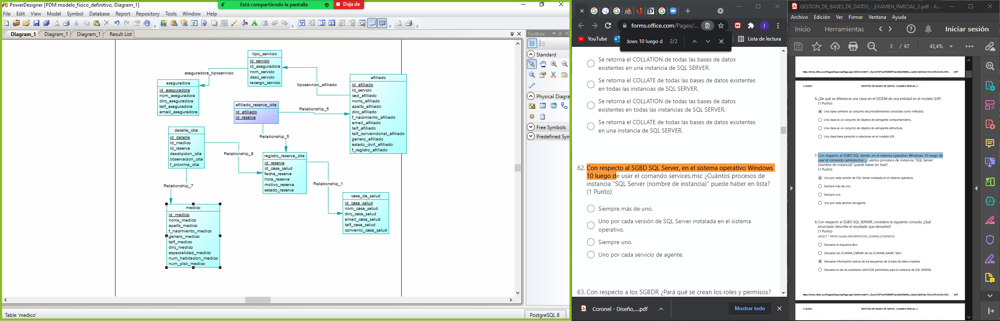 PowerDesigner [PDM modelo_fisico_definitivo, Diagram_1]
Está compartiendo la pantalla
Deja de
File Edit View Model Symbol Database Report Repository Tools Window Help
Diagram_1 Diagram_1 Diagram_1 Result List
tipo_servicio
id_servcio
id_aseguradora
nom_servcio
desc_servcio
recargo_servcio
aseguradora_tiposervicio
aseguradora
id_aseguradora
nom_aseguradora
dirc_aseguradora
telf_aseguradora
email_aseguradora
tiposervicio_afiliado
afiliado
id_afiliado
id_servcio
ced_afiliado
noms_afiliado
apells_afiliado
dirc_afiliado
f_nacimiento_afiliado
email_afiliado
telf_afiliado
telf_convencional_afiliado
genero_afiliado
estado_civil_afiliado
f_registro_afiliado
afiliado_reserva_cita
id_afiliado
id_reserva
Relationship_5
Relationship_5
detalle_cita
id_detalle
id_medico
id_reserva
descripcion_cita
observacion_cita
f_proxima_cita
Relationship_8
registro_reserva_cita
id_reserva
id_casa_salud
fecha_reserva
hora_reserva
motivo_reserva
estado_reserva
Relationship_7
Relationship_1
casa_de_salud
id_casa_salud
nom_casa_salud
dirc_casa_salud
email_casa_salud
telf_casa_salud
convenio_casa_salud
medico
id_medico
noms_medico
apells_medico
f_nacimiento_medico
genero_medico
telf_medico
dirc_medico
especialidad_medico
num_habitacion_medico
num_piso_medico
Toolbox
Standard
Physical Diagra
Free Symbols
Predefined Sym
Table 'medico'
PostgreSQL 8
forms.office.com/Pages/...
YouTube
dows 10 luego d 2/2
Lista de lectura
Se retorna el COLLATION de todas las bases de datos
existentes en una instancia de SQL SERVER.
Se retorna el COLLATE de todas las bases de datos existentes
en todas las instancias de SQL SERVER.
Se retorna el COLLATION de todas las bases de datos
existentes en todas las instancias de SQL SERVER.
Se retorna el COLLATE de todas las bases de datos existentes
en una instancia de SQL SERVER.
62. Con respecto al SGBD SQL Server, en el sistema operativo Windows
10 luego de usar el comando services.msc ¿Cuántos procesos de
instancia “SQL Server (nombre de instancia)” puede haber en lista?
(1 Punto)
Siempre más de uno.
Uno por cada versión de SQL Server instalada en el sistema
operativo.
Siempre uno.
Uno por cada servicio de agente.
63. Con respecto a los SGBDR ¿Pará qué se crean los roles y permisos?
Coronel - Diseño,....pdf
Mostrar todo
GESTION_DE_BASES_DE_DATOS_-_EXAMEN_PARCIAL_2.pdf - A...
Archivo Edición Ver Firmar Ventana Ayuda
Inicio Herramientas Iniciar sesión
3 / 67 43,4%
2/67
11/3/2021 GESTIÓN DE BASES DE DATOS - EXAMEN PARCIAL 2
6. ¿De qué se diferencia una clase en el OODM de una entidad en el modelo E/R?
(1 Punto)
Una clase contiene un conjunto de procedimientos conocidos como métodos.
Una clase es un conjunto de objetos de semejante comportamiento.
Una clase es un conjunto de objetos de semejante estructura.
Una clase tiene parecido a relaciones en el modelo E/R.
7. Con respecto al SGBD SQL Server, en el sistema operativo Windows 10 luego de
usar el comando services.msc ¿Cuántos procesos de instancia “SQL Server
(nombre de instancia)” puede haber en lista?
(1 Punto)
Uno por cada versión de SQL Server instalada en el sistema operativo.
Siempre más de uno.
Siempre uno.
Uno por cada servicio de agente.
8. Con respecto al SGBD SQL SERVER, considere la siguiente consulta ¿Qué
enunciado describe el resultado que devuelve?
(1 Punto)
SELECT * FROM master.INFORMATION_SCHEMA.SCHEMATA;
Devuelve el esquema dbo.
Devuelve los SCHEMA_OWNER de los SCHEMA_NAME “dbo”.
Devuelve información acerca de los esquemas de la base de datos maestra.
Devuelve el set de caracteres UNICODE permitidos para la instancia de SQL SERVER.
3/67
11/3/2021 GESTIÓN DE BASES DE DATOS - EXAMEN PARCIAL 2